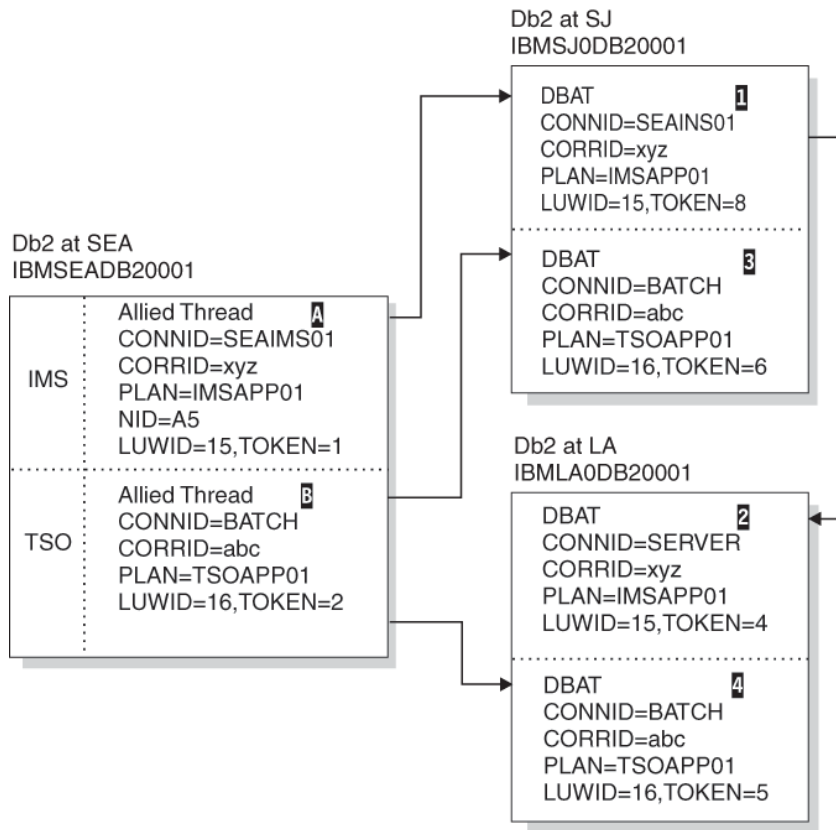 Db2 at SJ
IBMSJ0DB20001
DBAT 1
CONNID=SEAINS01
CORRID=xyz
PLAN=IMSAPP01
LUWID=15,TOKEN=8
DBAT 3
CONNID=BATCH
CORRID=abc
PLAN=TSOAPP01
LUWID=16,TOKEN=6
Db2 at SEA
IBMSEADB20001
IMS
Allied Thread A
CONNID=SEAIMS01
CORRID=xyz
PLAN=IMSAPP01
NID=A5
LUWID=15,TOKEN=1
TSO
Allied Thread B
CONNID=BATCH
CORRID=abc
PLAN=TSOAPP01
LUWID=16,TOKEN=2
Db2 at LA
IBMLA0DB20001
DBAT 2
CONNID=SERVER
CORRID=xyz
PLAN=IMSAPP01
LUWID=15,TOKEN=4
DBAT 4
CONNID=BATCH
CORRID=abc
PLAN=TSOAPP01
LUWID=16,TOKEN=5